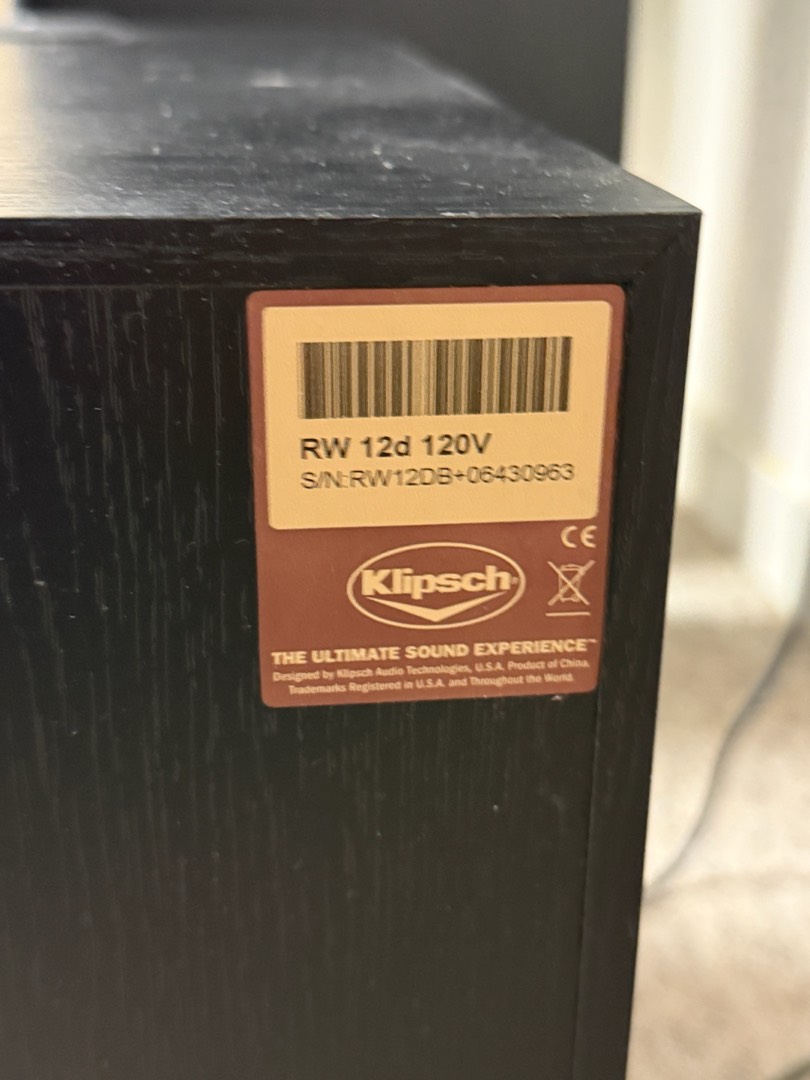 RW 12d 120V
S/N:RW12DB+06430963
CE
Klipsch®
THE ULTIMATE SOUND EXPERIENCE™
Designed by Klipsch Audio Technologies, U.S.A. Product of China.
Trademarks Registered in U.S.A. and Throughout the World.